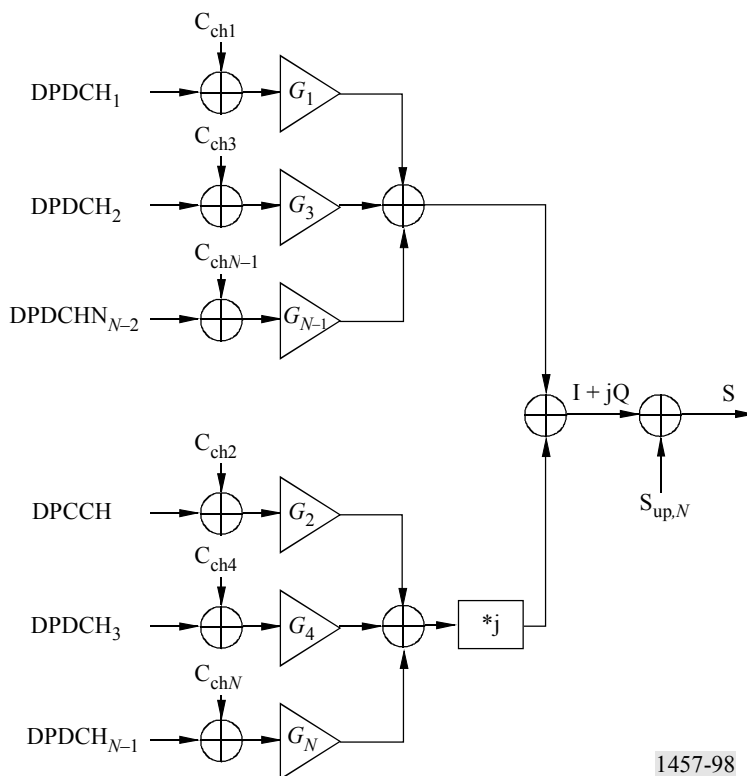 C_ch1
DPDCH_1
G_1
C_ch3
DPDCH_2
G_3
C_chN–1
DPDCHN_N–2
G_N–1
I + jQ
S
S_up,N
C_ch2
DPCCH
G_2
C_ch4
DPDCH_3
G_4
*j
C_chN
DPDCH_N–1
G_N
1457-98